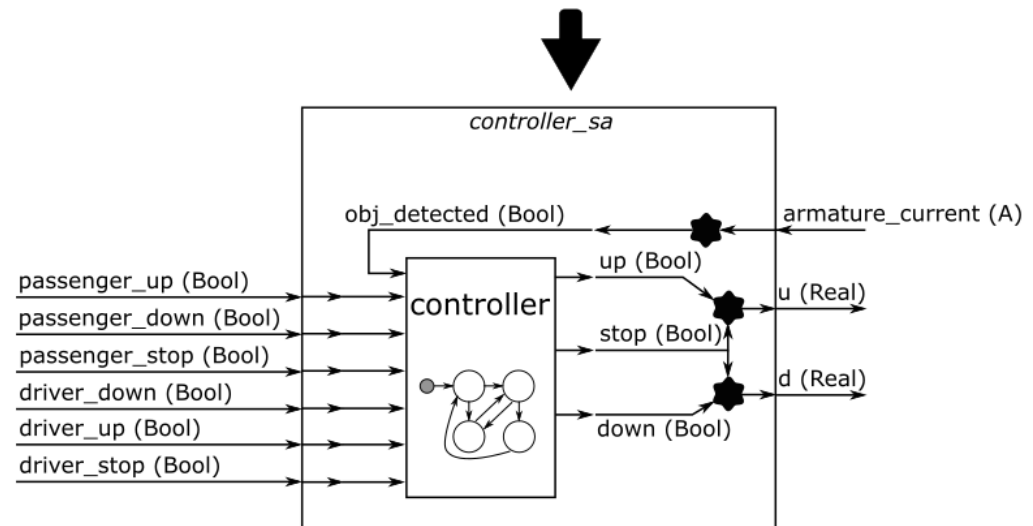 controller_sa
obj_detected (Bool)
armature_current (A)
up (Bool)
passenger_up (Bool)
controller
u (Real)
passenger_down (Bool)
stop (Bool)
passenger_stop (Bool)
driver_down (Bool)
d (Real)
driver_up (Bool)
down (Bool)
driver_stop (Bool)